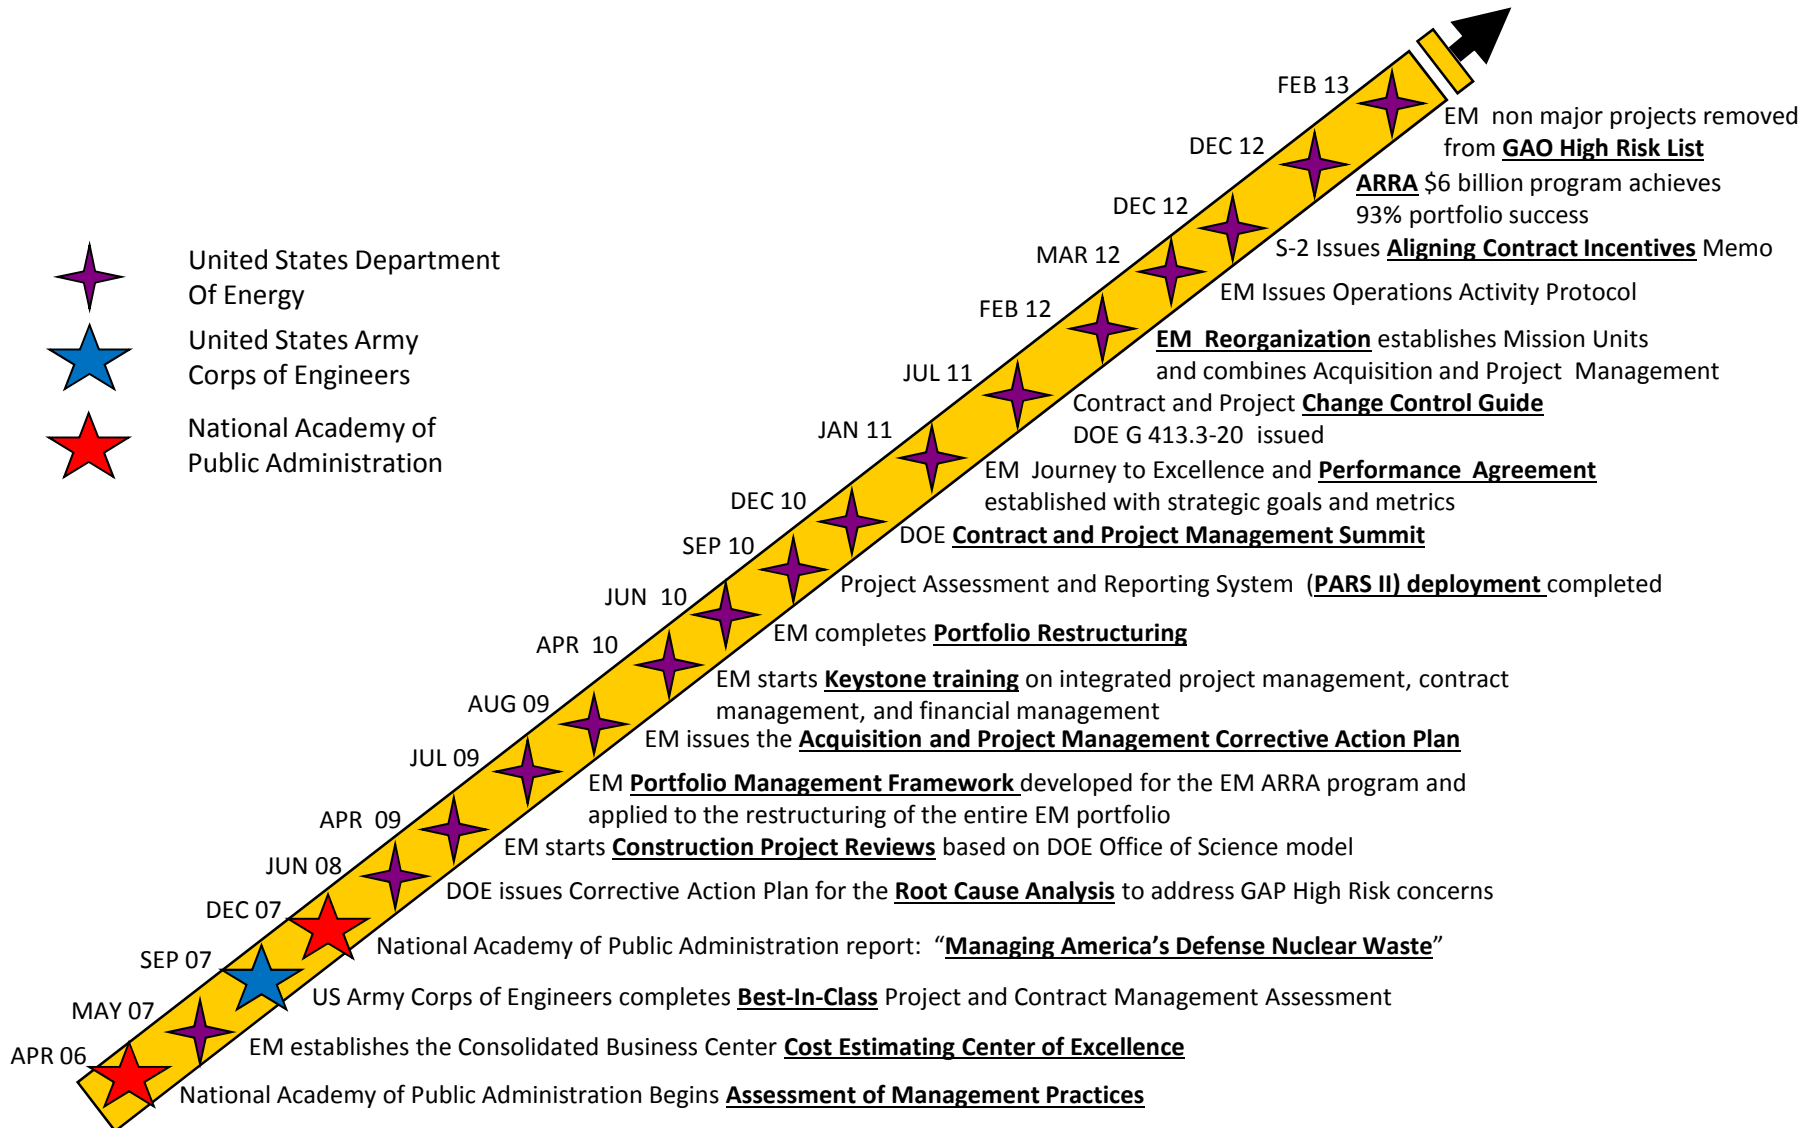 FEB 13
EM non major projects removed
from GAO High Risk List
DEC 12
ARRA $6 billion program achieves
93% portfolio success
DEC 12
S-2 Issues Aligning Contract Incentives Memo
MAR 12
EM Issues Operations Activity Protocol
FEB 12
EM Reorganization establishes Mission Units
and combines Acquisition and Project Management
JUL 11
Contract and Project Change Control Guide
DOE G 413.3-20 issued
JAN 11
EM Journey to Excellence and Performance Agreement
established with strategic goals and metrics
DEC 10
DOE Contract and Project Management Summit
SEP 10
Project Assessment and Reporting System (PARS II) deployment completed
JUN 10
EM completes Portfolio Restructuring
APR 10
EM starts Keystone training on integrated project management, contract
management, and financial management
AUG 09
EM issues the Acquisition and Project Management Corrective Action Plan
JUL 09
EM Portfolio Management Framework developed for the EM ARRA program and
applied to the restructuring of the entire EM portfolio
APR 09
EM starts Construction Project Reviews based on DOE Office of Science model
JUN 08
DOE issues Corrective Action Plan for the Root Cause Analysis to address GAP High Risk concerns
DEC 07
National Academy of Public Administration report: “Managing America’s Defense Nuclear Waste”
SEP 07
US Army Corps of Engineers completes Best-In-Class Project and Contract Management Assessment
MAY 07
EM establishes the Consolidated Business Center Cost Estimating Center of Excellence
APR 06
National Academy of Public Administration Begins Assessment of Management Practices
United States Department
Of Energy
United States Army
Corps of Engineers
National Academy of
Public Administration